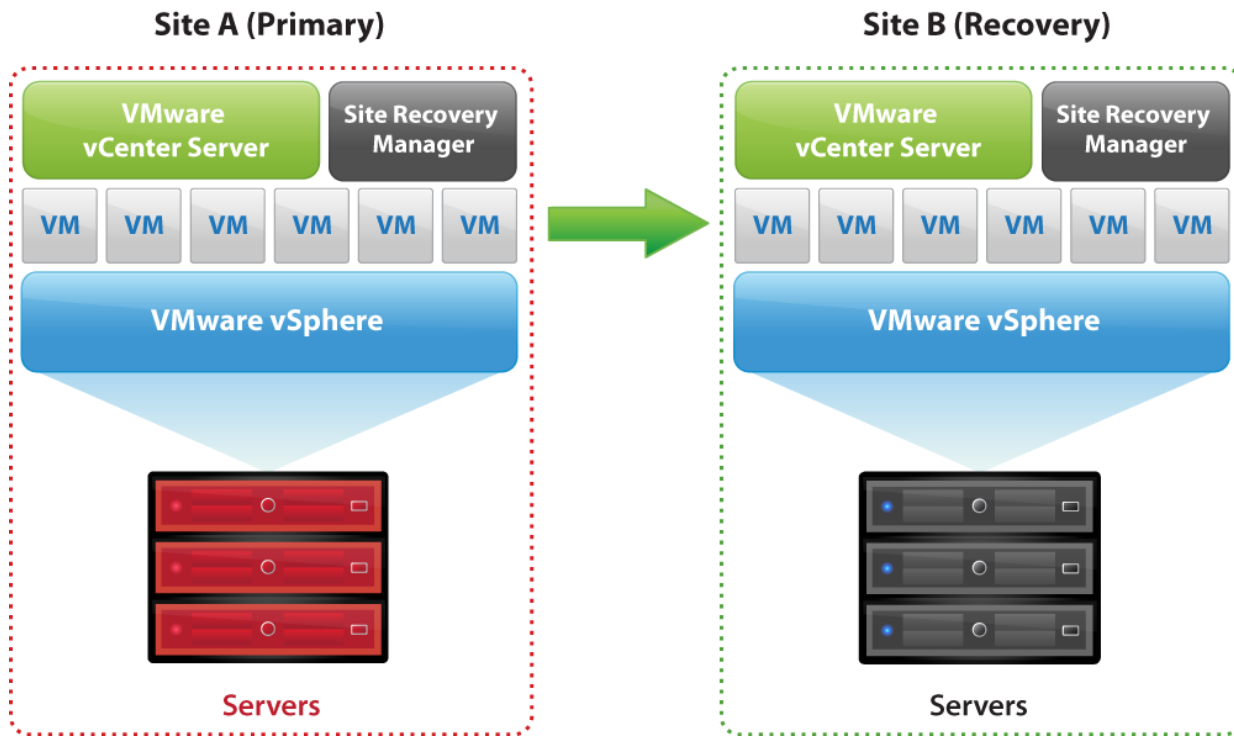 Site A (Primary)
Site B (Recovery)
VMware
vCenter Server
Site Recovery
Manager
VM VM VM VM VM VM
VMware vSphere
Servers
VMware
vCenter Server
Site Recovery
Manager
VM VM VM VM VM VM
VMware vSphere
Servers